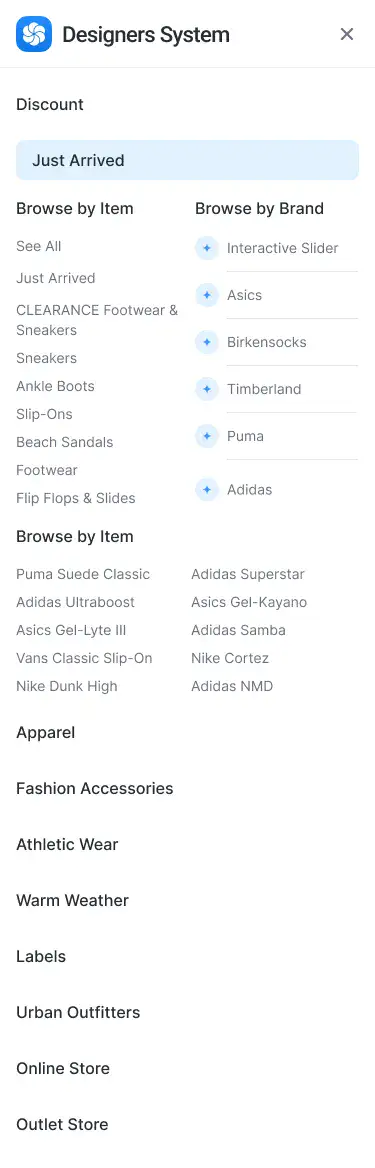 Designers System
Discount
Just Arrived
Browse by Item
See All
Just Arrived
CLEARANCE Footwear &
Sneakers
Sneakers
Ankle Boots
Slip-Ons
Beach Sandals
Footwear
Flip Flops & Slides
Browse by Brand
Interactive Slider
Asics
Birkensocks
Timberland
Puma
Adidas
Browse by Item
Puma Suede Classic
Adidas Ultraboost
Asics Gel-Lyte III
Vans Classic Slip-On
Nike Dunk High
Adidas Superstar
Asics Gel-Kayano
Adidas Samba
Nike Cortez
Adidas NMD
Apparel
Fashion Accessories
Athletic Wear
Warm Weather
Labels
Urban Outfitters
Online Store
Outlet Store